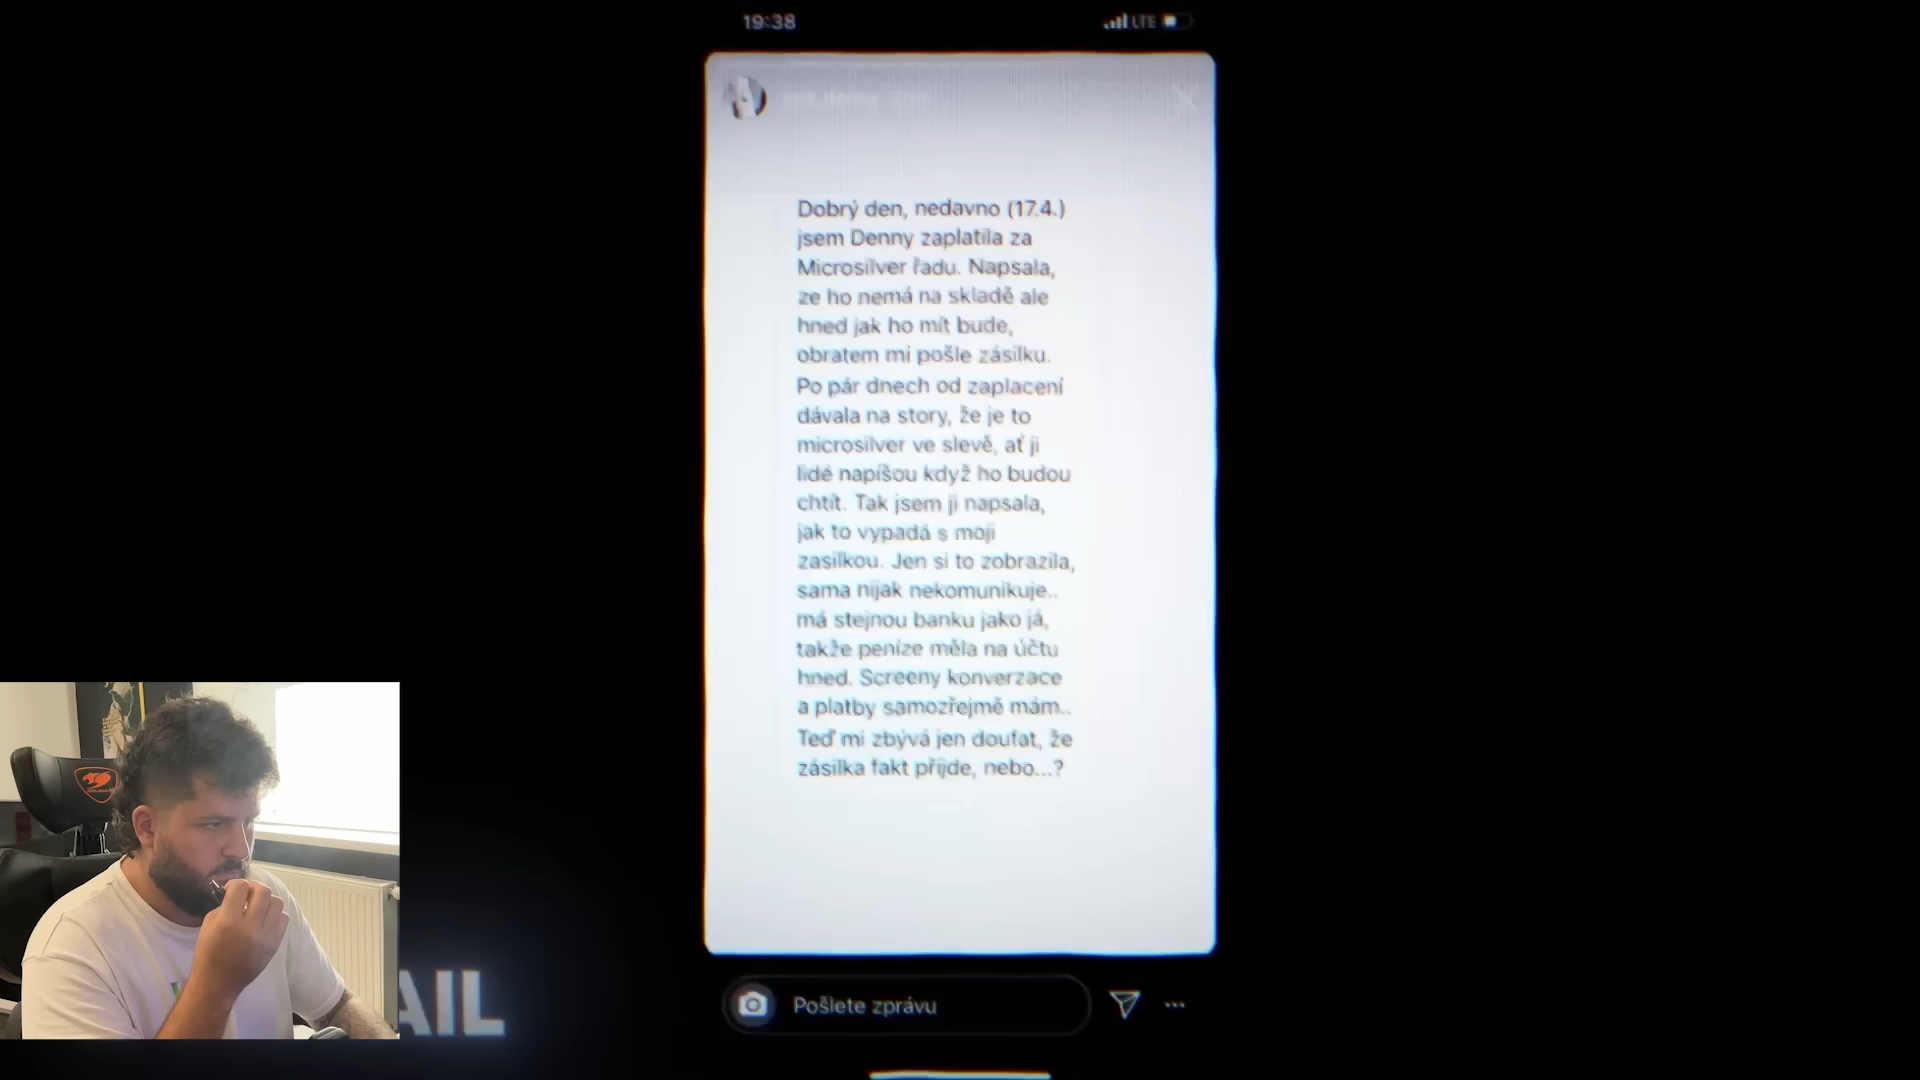 19:38
LTE
Dobrý den, nedavno (17.4.)
jsem Denny zaplatila za
Microsilver řadu. Napsala,
ze ho nemá na skladě ale
hned jak ho mít bude,
obratem mi pošle zásilku.
Po pár dnech od zaplacení
dávala na story, že je to
microsilver ve slevě, ať ji
lidé napíšou když ho budou
chtít. Tak jsem ji napsala,
jak to vypadá s moji
zasilkou. Jen si to zobrazila,
sama nijak nekomunikuje..
má stejnou banku jako já,
takže peníze měla na účtu
hned. Screeny konverzace
a platby samozřejmě mám..
Teď mi zbývá jen doufat, že
zásilka fakt příjde, nebo...?
Pošlete zprávu
AIL